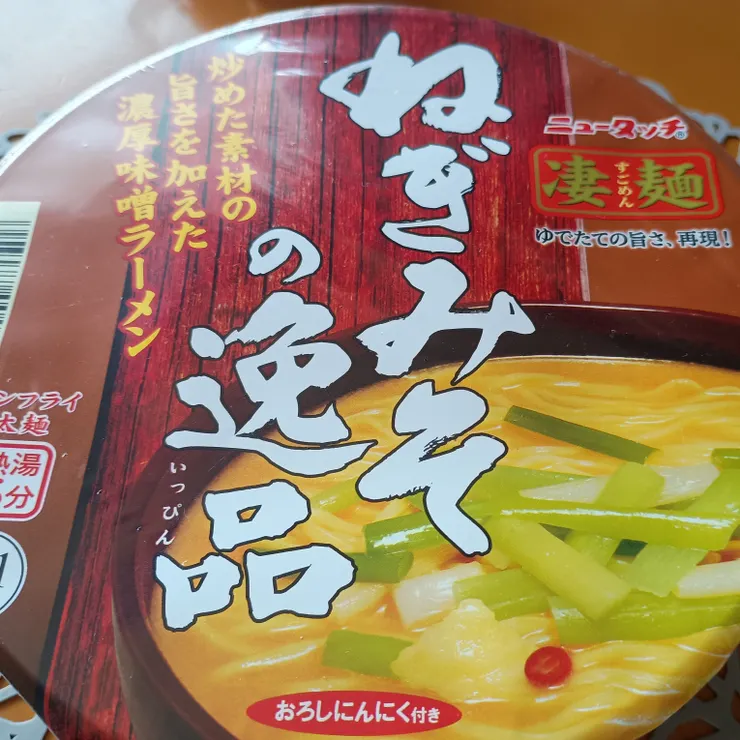 ねぎみそ
の逸品
いっぴん
炒めた素材の
旨さを加えた
濃厚味噌ラーメン
ニュータッチ®
凄麺
すごめん
ゆでたての旨さ、再現!
ンフライ
太麺
熱湯
分
おろしにんにく付き